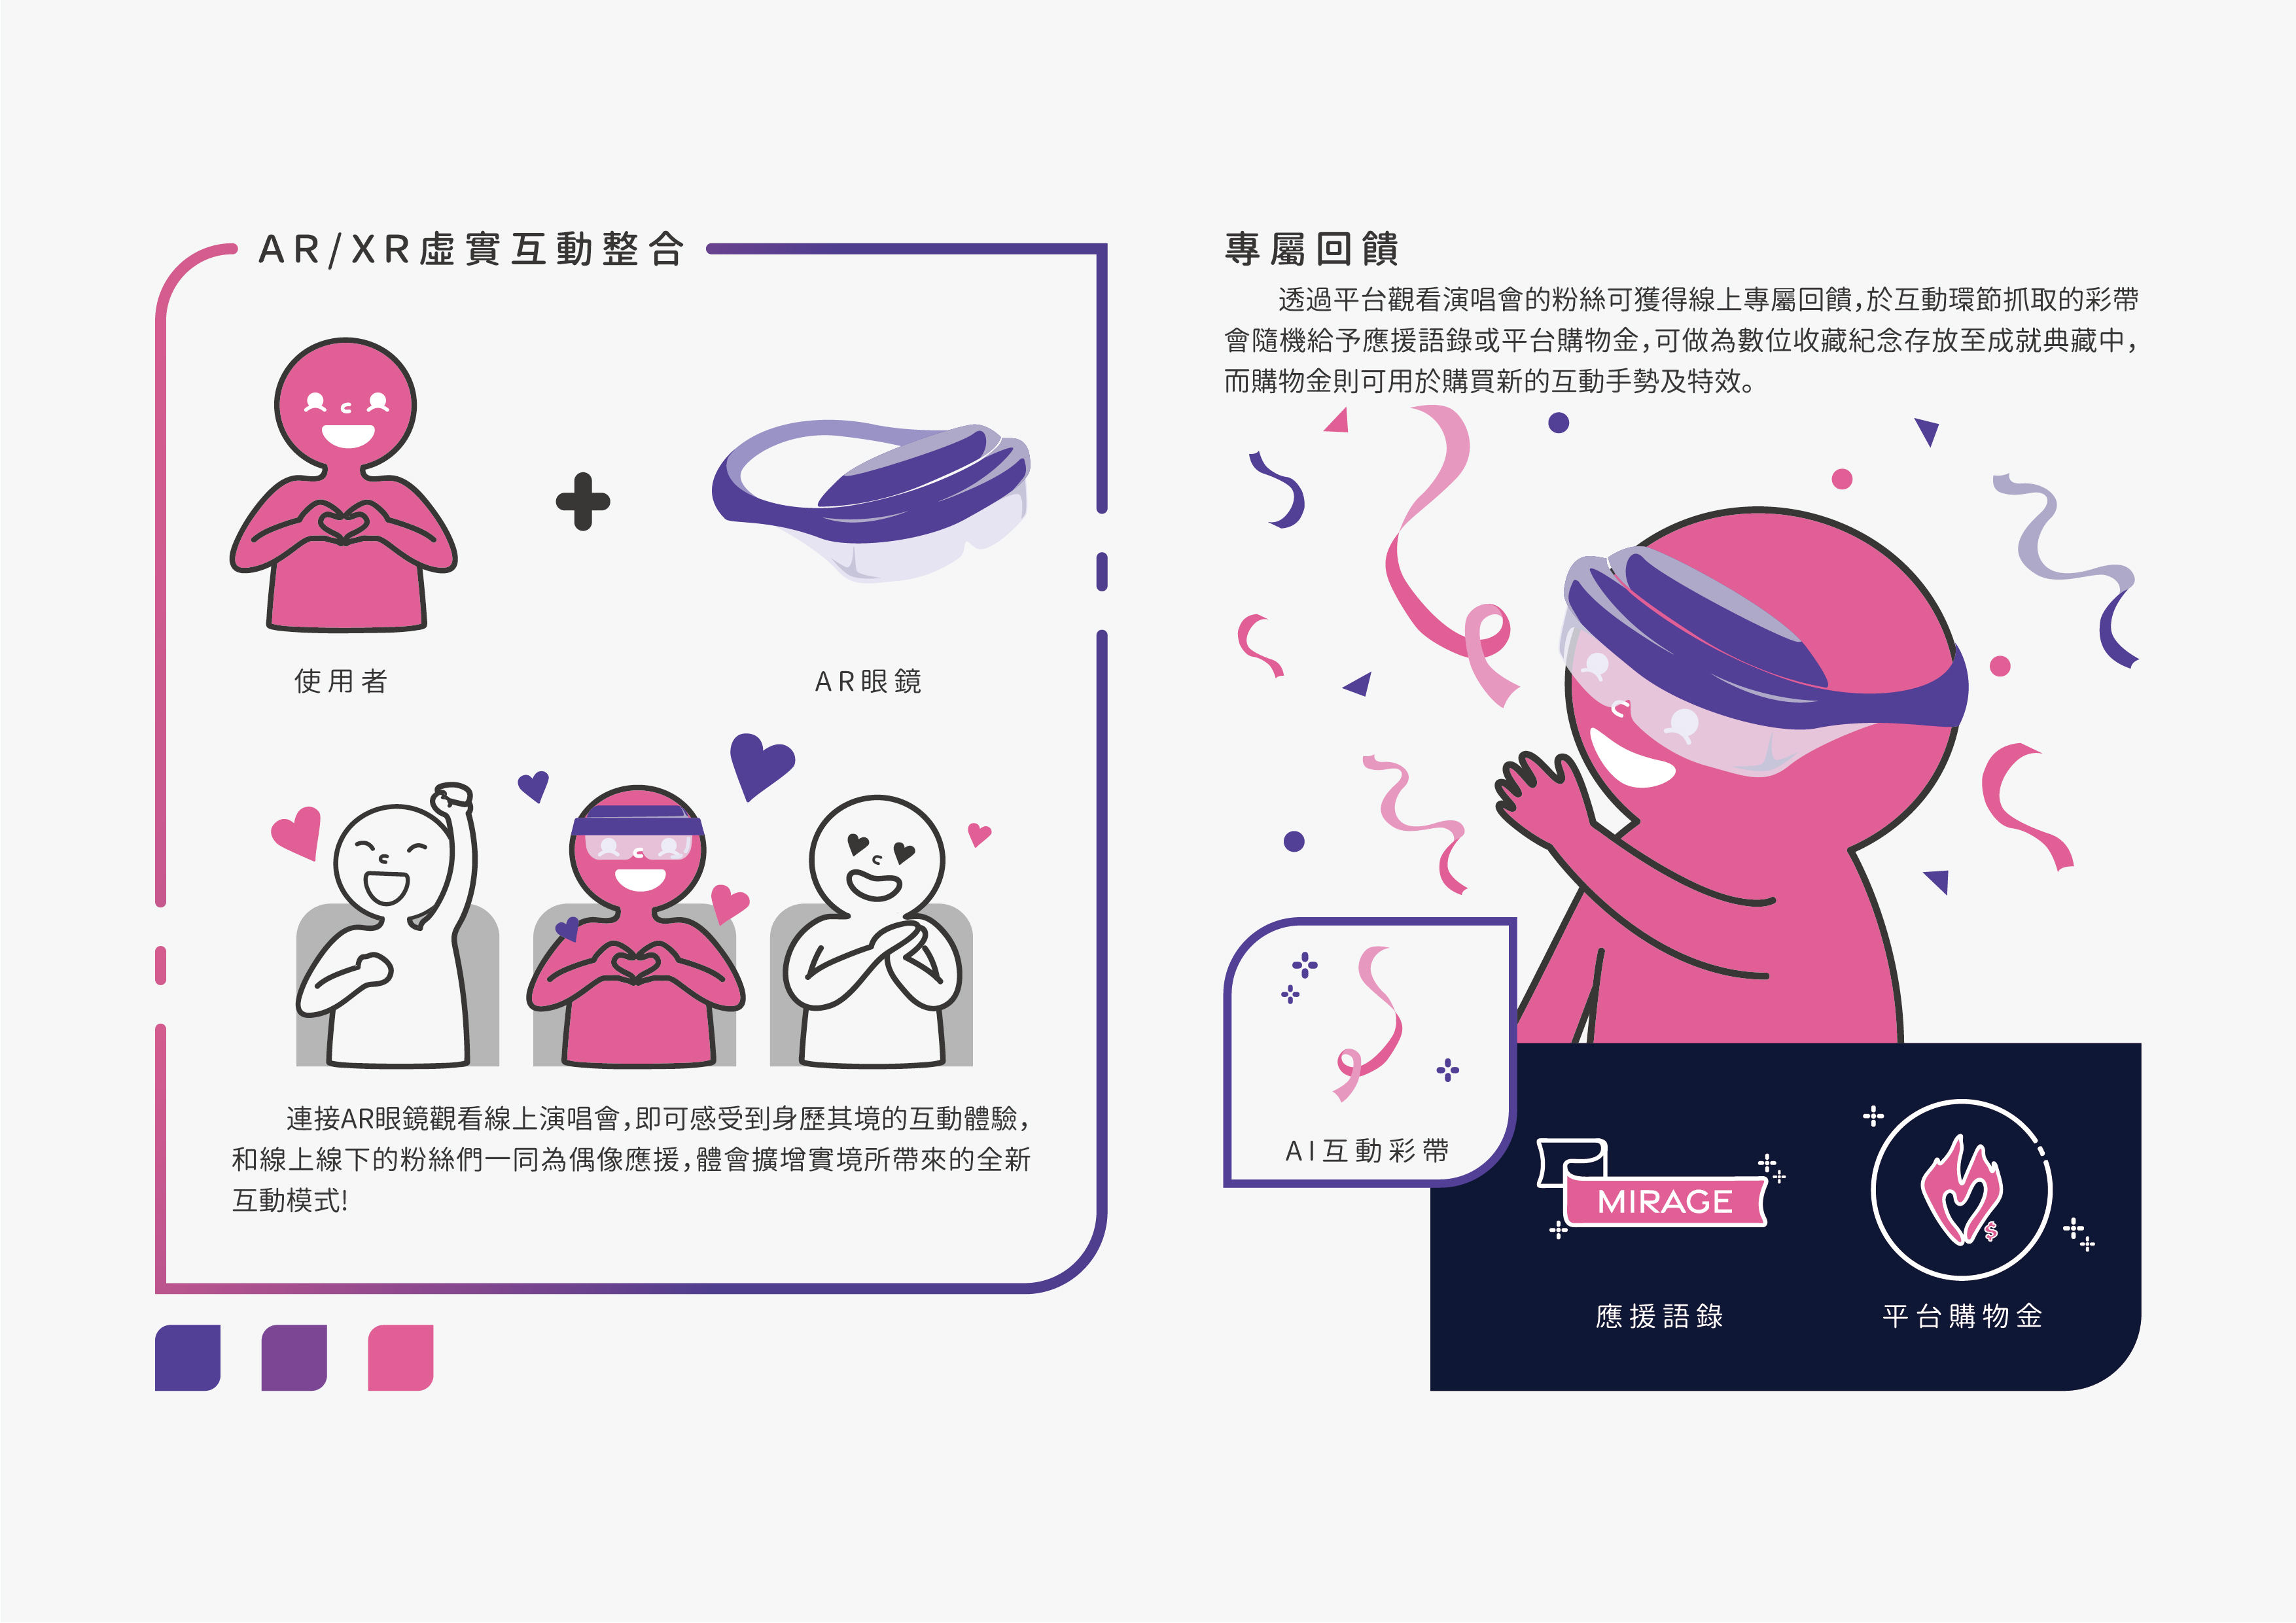 AR/XR虛實互動整合
使用者
AR眼鏡
連接AR眼鏡觀看線上演唱會,即可感受到身歷其境的互動體驗,
和線上線下的粉絲們一同為偶像應援,體會擴增實境所帶來的全新
互動模式!
專屬回饋
透過平台觀看演唱會的粉絲可獲得線上專屬回饋,於互動環節抓取的彩帶
會隨機給予應援語錄或平台購物金,可做為數位收藏紀念存放至成就典藏中,
而購物金則可用於購買新的互動手勢及特效。
AI互動彩帶
MIRAGE
$
應援語錄
平台購物金